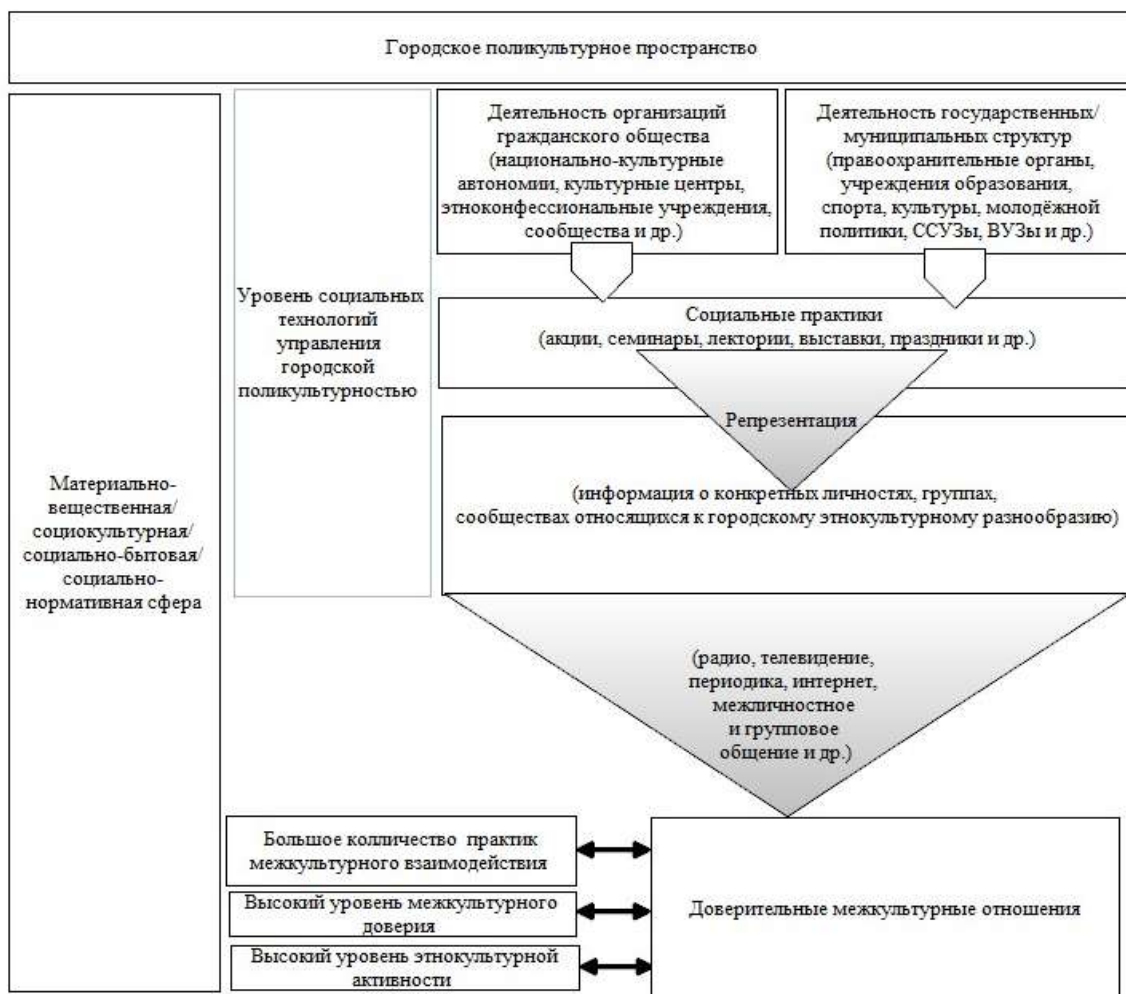 Городское поликультурное пространство
Деятельность организаций
гражданского общества
(национально-культурные
автономии, культурные центры,
этноконфессиональные учреждения,
сообщества и др.)
Деятельность государственных/
муниципальных структур
(правоохранительные органы,
учреждения образования,
спорта, культуры, молодёжной
политики, ССУЗы, ВУЗы и др.)
Уровень социальных
технологий
управления
городской
поликультурностью
Социальные практики
(акции, семинары, лектории, выставки, праздники и др.)
Репрезентация
(информация о конкретных личностях, группах,
сообществах относящихся к городскому этнокультурному разнообразию)
Материально-
вещественная/
социокультурная/
социально-бытовая/
социально-
нормативная сфера
(радио, телевидение,
периодика, интернет,
межличностное
и групповое
общение и др.)
Большое колличество практик
межкультурного взаимодействия
Высокий уровень межкультурного
доверия
Высокий уровень этнокультурной
активности
Доверительные межкультурные отношения